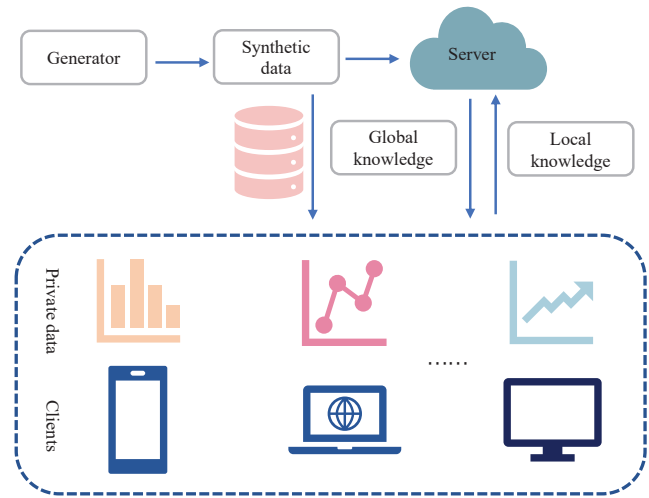 Generator
Synthetic
data
Server
Global
knowledge
Local
knowledge
Private data
......
Clients